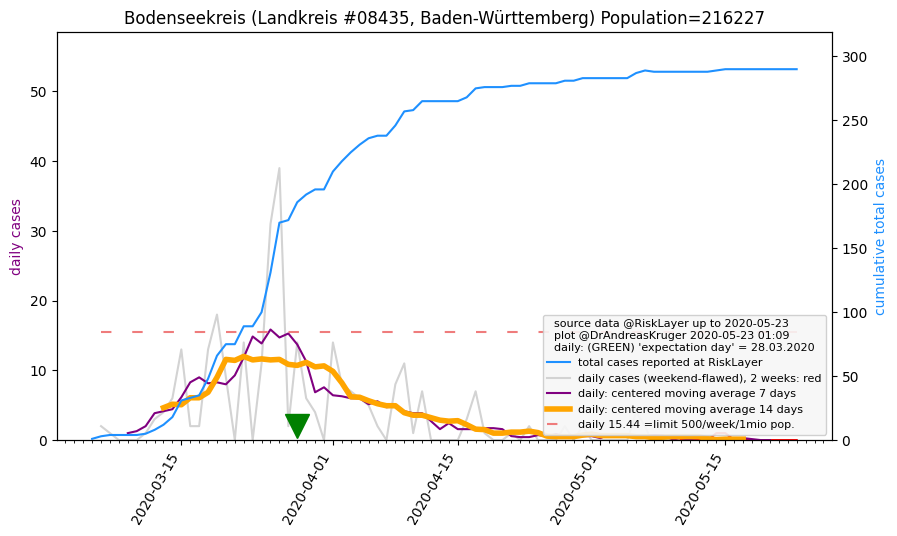 Bodenseekreis (Landkreis #08435, Baden-Württemberg) Population=216227
daily cases
50
40
30
20
10
0
300
250
200
150
100
50
0
cumulative total cases
source data @RiskLayer up to 2020-05-23
plot @DrAndreasKruger 2020-05-23 01:09
daily: (GREEN) 'expectation day' = 28.03.2020
total cases reported at RiskLayer
daily cases (weekend-flawed), 2 weeks: red
daily: centered moving average 7 days
daily: centered moving average 14 days
daily 15.44 =limit 500/week/1mio pop.
2020-03-15
2020-04-01
2020-04-15
2020-05-01
2020-05-15